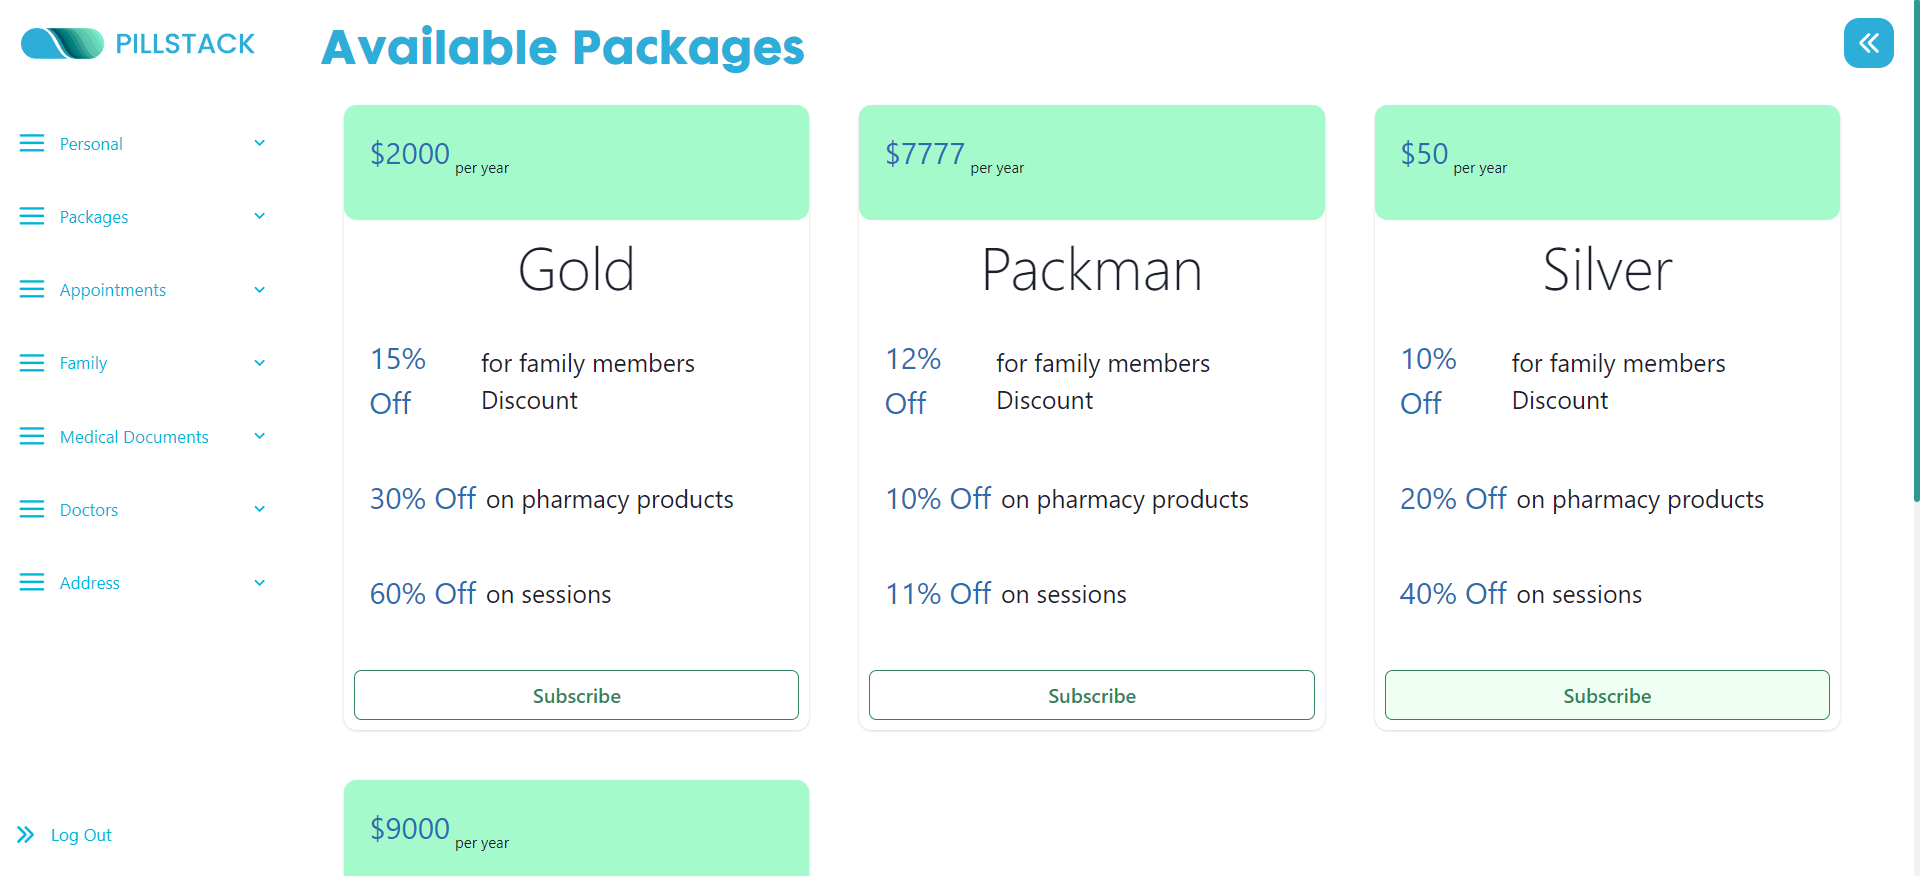 PILLSTACK
Available Packages
Personal
Packages
Appointments
Family
Medical Documents
Doctors
Address
Log Out
$2000 per year
Gold
15% Off for family members Discount
30% Off on pharmacy products
60% Off on sessions
Subscribe
$7777 per year
Packman
12% Off for family members Discount
10% Off on pharmacy products
11% Off on sessions
Subscribe
$50 per year
Silver
10% Off for family members Discount
20% Off on pharmacy products
40% Off on sessions
Subscribe
$9000 per year